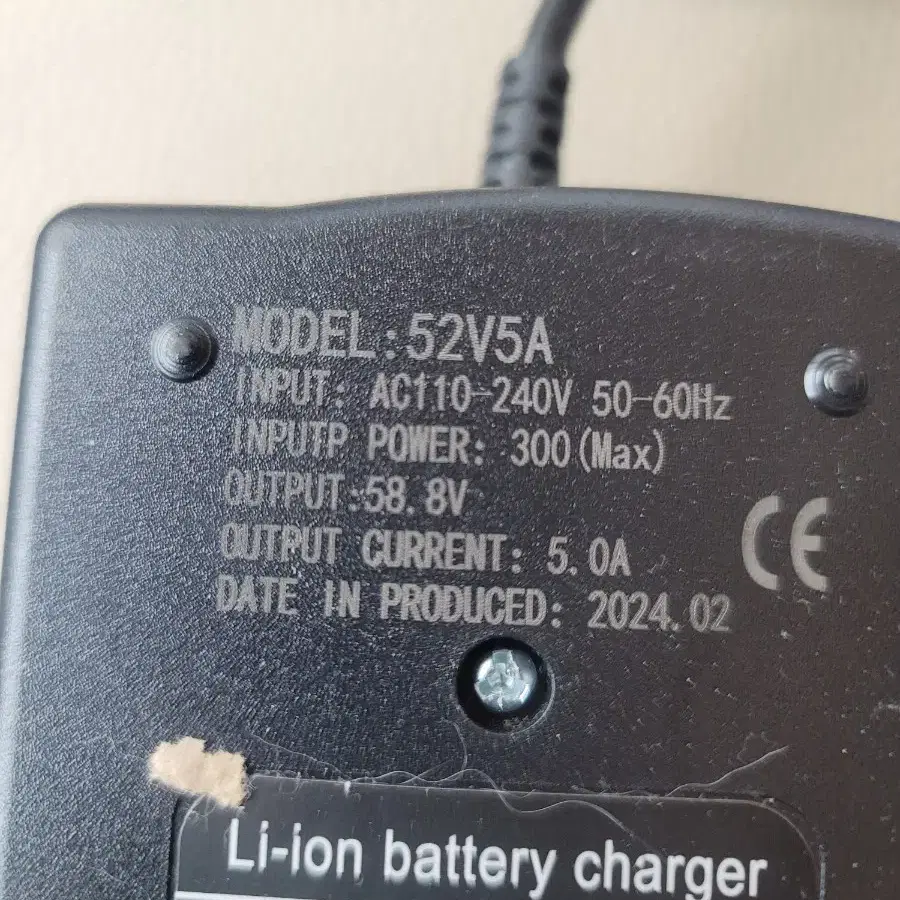 MODEL:52V5A
INPUT: AC110-240V 50-60Hz
INPUTP POWER: 300(Max)
OUTPUT:58.8V
OUTPUT CURRENT: 5.0A
CE
DATE IN PRODUCED: 2024.02
Li-ion battery charger